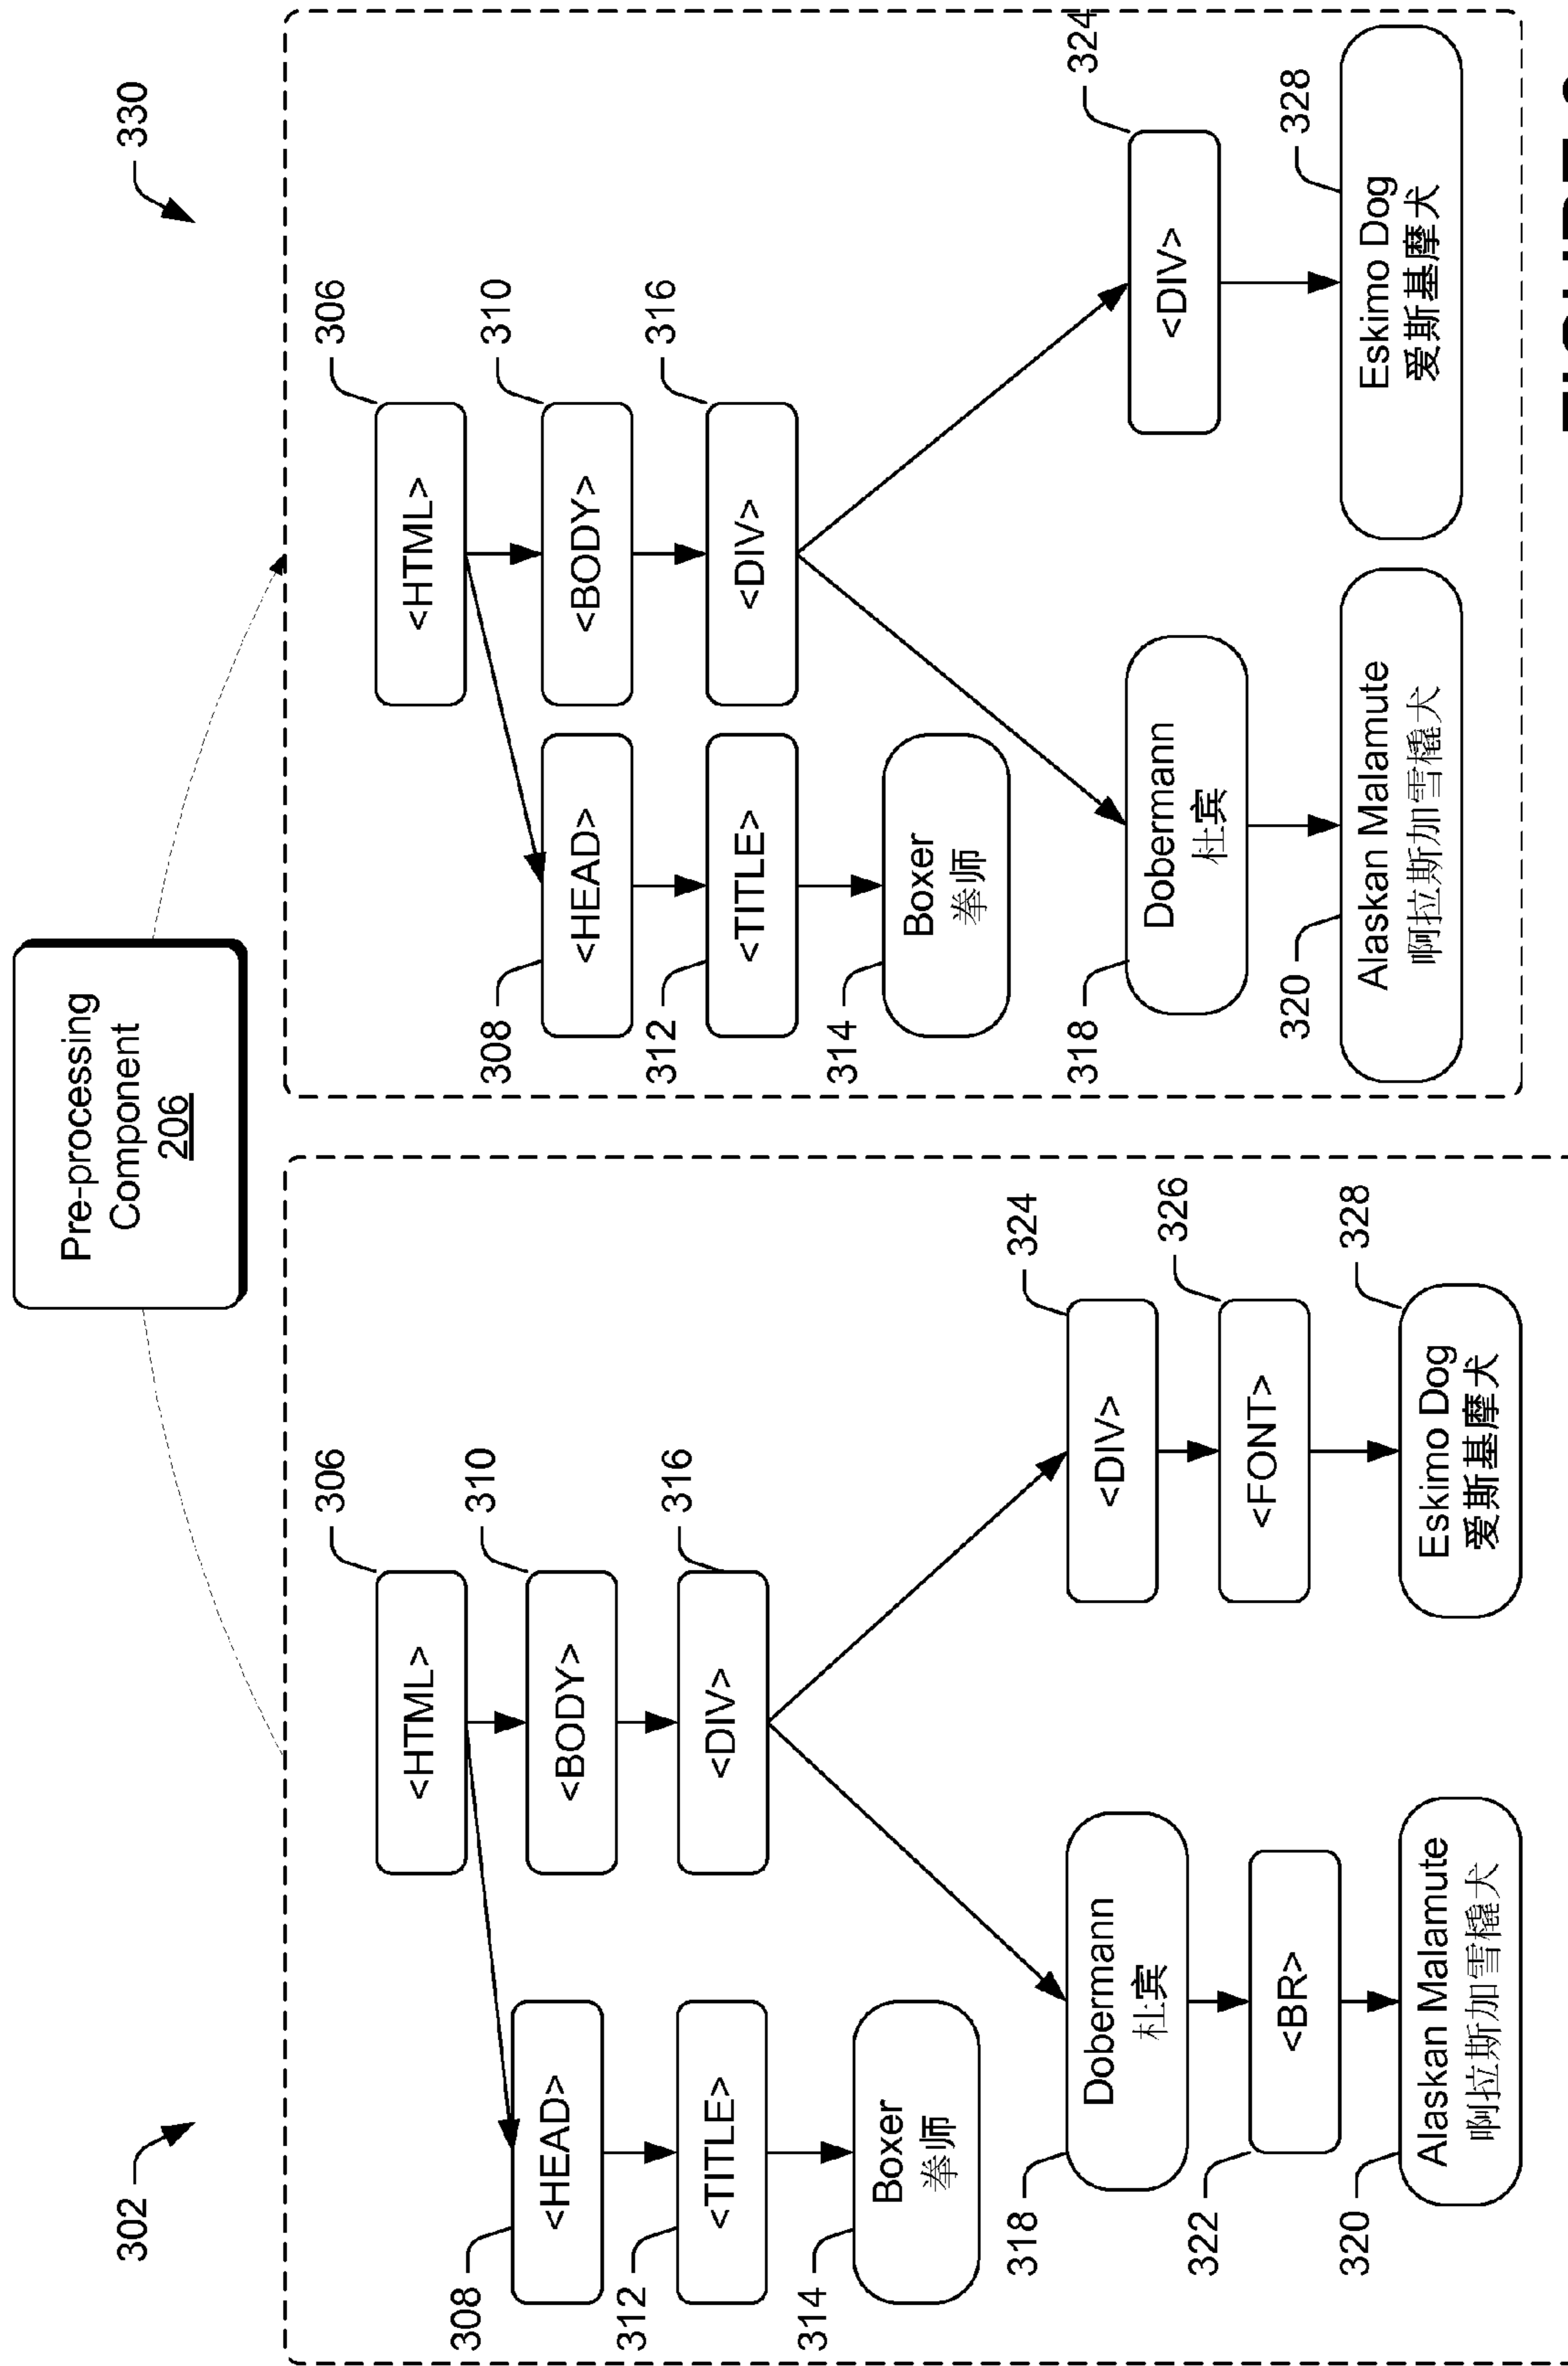 Pre-processing
Component
206
302
306
<HTML>
308
<HEAD>
310
<BODY>
312
<TITLE>
316
<DIV>
314
Boxer
拳师
318
Dobermann
杜宾
324
<DIV>
322
<BR>
326
<FONT>
320
Alaskan Malamute
啊拉斯加雪橇犬
328
Eskimo Dog
爱斯基摩犬
330
306
<HTML>
308
<HEAD>
310
<BODY>
312
<TITLE>
316
<DIV>
314
Boxer
拳师
318
Dobermann
杜宾
324
<DIV>
320
Alaskan Malamute
啊拉斯加雪橇犬
328
Eskimo Dog
爱斯基摩犬